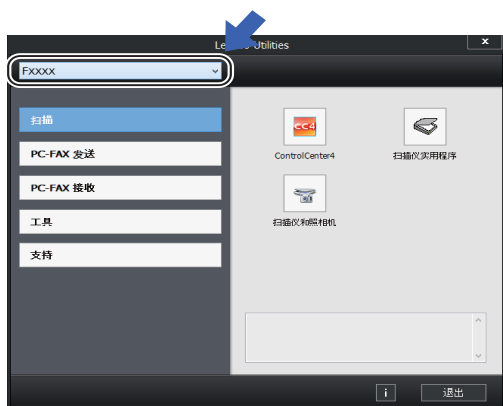 Le Utilities
x
Fxxxx
扫描
PC-FAX 发送
PC-FAX 接收
工具
支持
CC4
ControlCenter4
扫描仪实用程序
扫描仪和照相机
i
退出